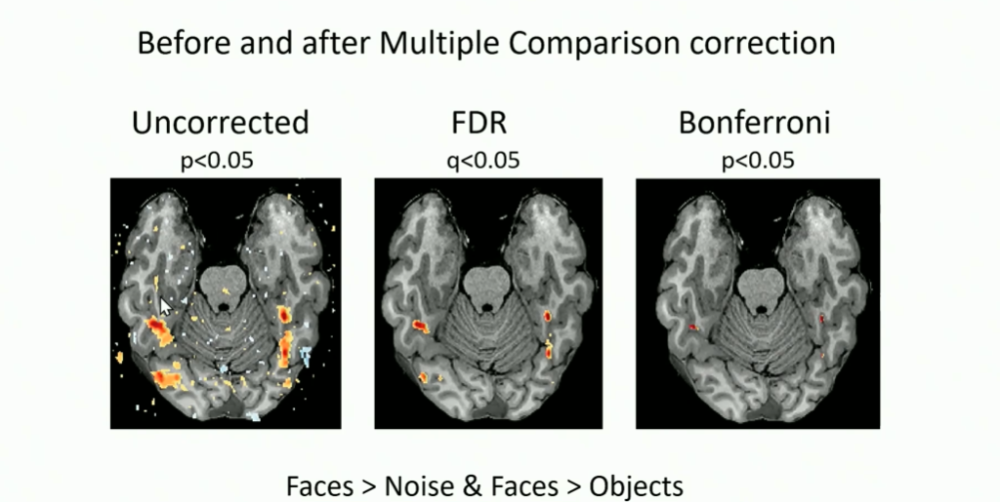 Before and after Multiple Comparison correction
Uncorrected
p<0.05
FDR
q<0.05
Bonferroni
p<0.05
Faces > Noise & Faces > Objects